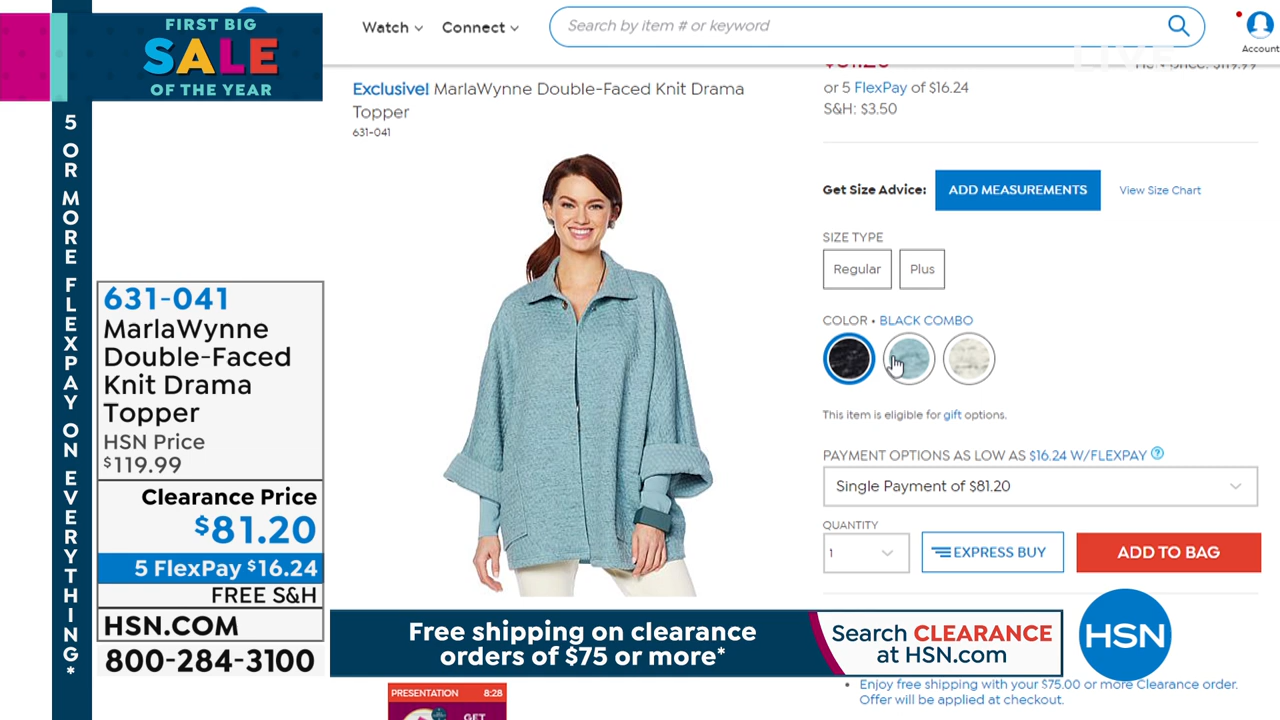 FIRST BIG
SALE
OF THE YEAR
5 OR MORE FLEXPAY ON EVERYTHING*
631-041
MarlaWynne
Double-Faced
Knit Drama
Topper
HSN Price
$119.99
Clearance Price
$81.20
5 FlexPay $16.24
FREE S&H
HSN.COM
800-284-3100
Watch
Connect
Search by item # or keyword
Account
LIVE
Exclusive! MarlaWynne Double-Faced Knit Drama
Topper
631-041
$81.20
HSN price: $119.99
or 5 FlexPay of $16.24
S&H: $3.50
Get Size Advice:
ADD MEASUREMENTS
View Size Chart
SIZE TYPE
Regular
Plus
COLOR • BLACK COMBO
This item is eligible for gift options.
PAYMENT OPTIONS AS LOW AS $16.24 W/FLEXPAY ?
Single Payment of $81.20
QUANTITY
1
EXPRESS BUY
ADD TO BAG
Free shipping on clearance
orders of $75 or more*
Search CLEARANCE
at HSN.com
HSN
• Enjoy free shipping with your $75.00 or more Clearance order.
Offer will be applied at checkout.
PRESENTATION 8:28
GET